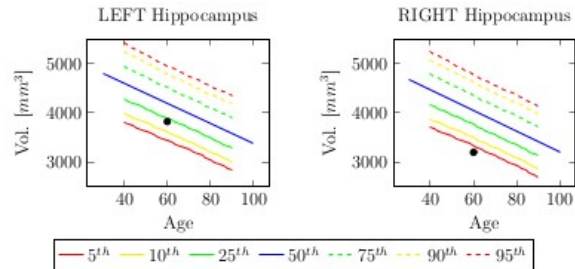 LEFT Hippocampus
5000
4000
3000
Vol. [mm³]
40 60 80 100
Age
RIGHT Hippocampus
5000
4000
3000
Vol. [mm³]
40 60 80 100
Age
5ᵗʰ 10ᵗʰ 25ᵗʰ 50ᵗʰ 75ᵗʰ 90ᵗʰ 95ᵗʰ